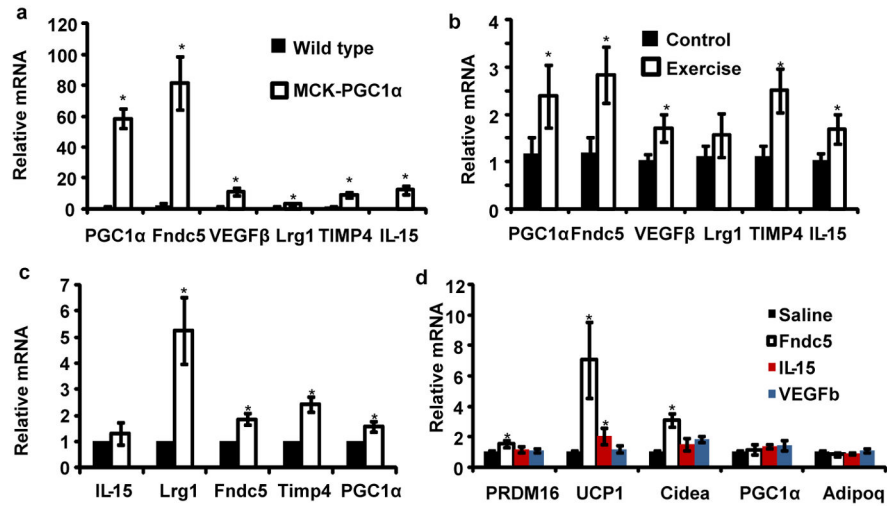 a
Relative mRNA
120
100
80
60
40
20
0
Wild type
MCK-PGC1α
* * * * * *
PGC1α Fndc5 VEGFβ Lrg1 TIMP4 IL-15
b
Relative mRNA
4
3
2
1
0
Control
Exercise
* * * * *
PGC1α Fndc5 VEGFβ Lrg1 TIMP4 IL-15
c
Relative mRNA
7
6
5
4
3
2
1
0
* * * *
IL-15 Lrg1 Fndc5 Timp4 PGC1α
d
Relative mRNA
12
10
8
6
4
2
0
Saline
Fndc5
IL-15
VEGFb
* * * *
PRDM16 UCP1 Cidea PGC1α Adipoq